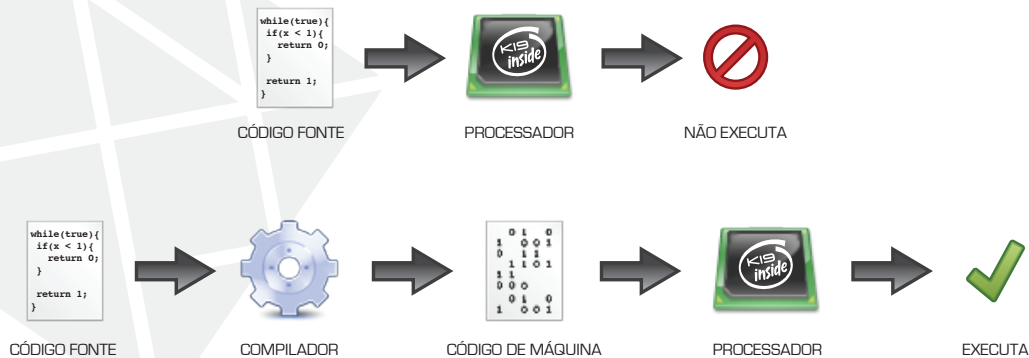 while(true){
if(x < 1){
return 0;
}
return 1;
}
K19
inside
CÓDIGO FONTE
PROCESSADOR
NÃO EXECUTA
while(true){
if(x < 1){
return 0;
}
return 1;
}
0 1 0
1 0 0 1
0 1 1
1 1 0 1
1 1
0 0 0
0 1 0
1 0 0 1
K19
inside
CÓDIGO FONTE
COMPILADOR
CÓDIGO DE MÁQUINA
PROCESSADOR
EXECUTA